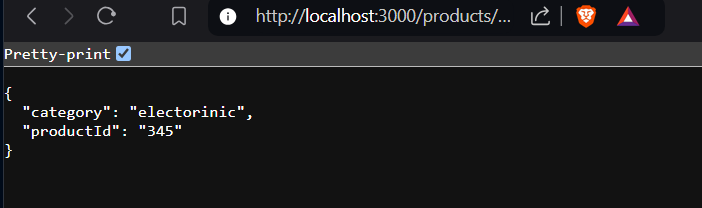 http://localhost:3000/products/...
Pretty-print
{
"category": "electorinic",
"productId": "345"
}